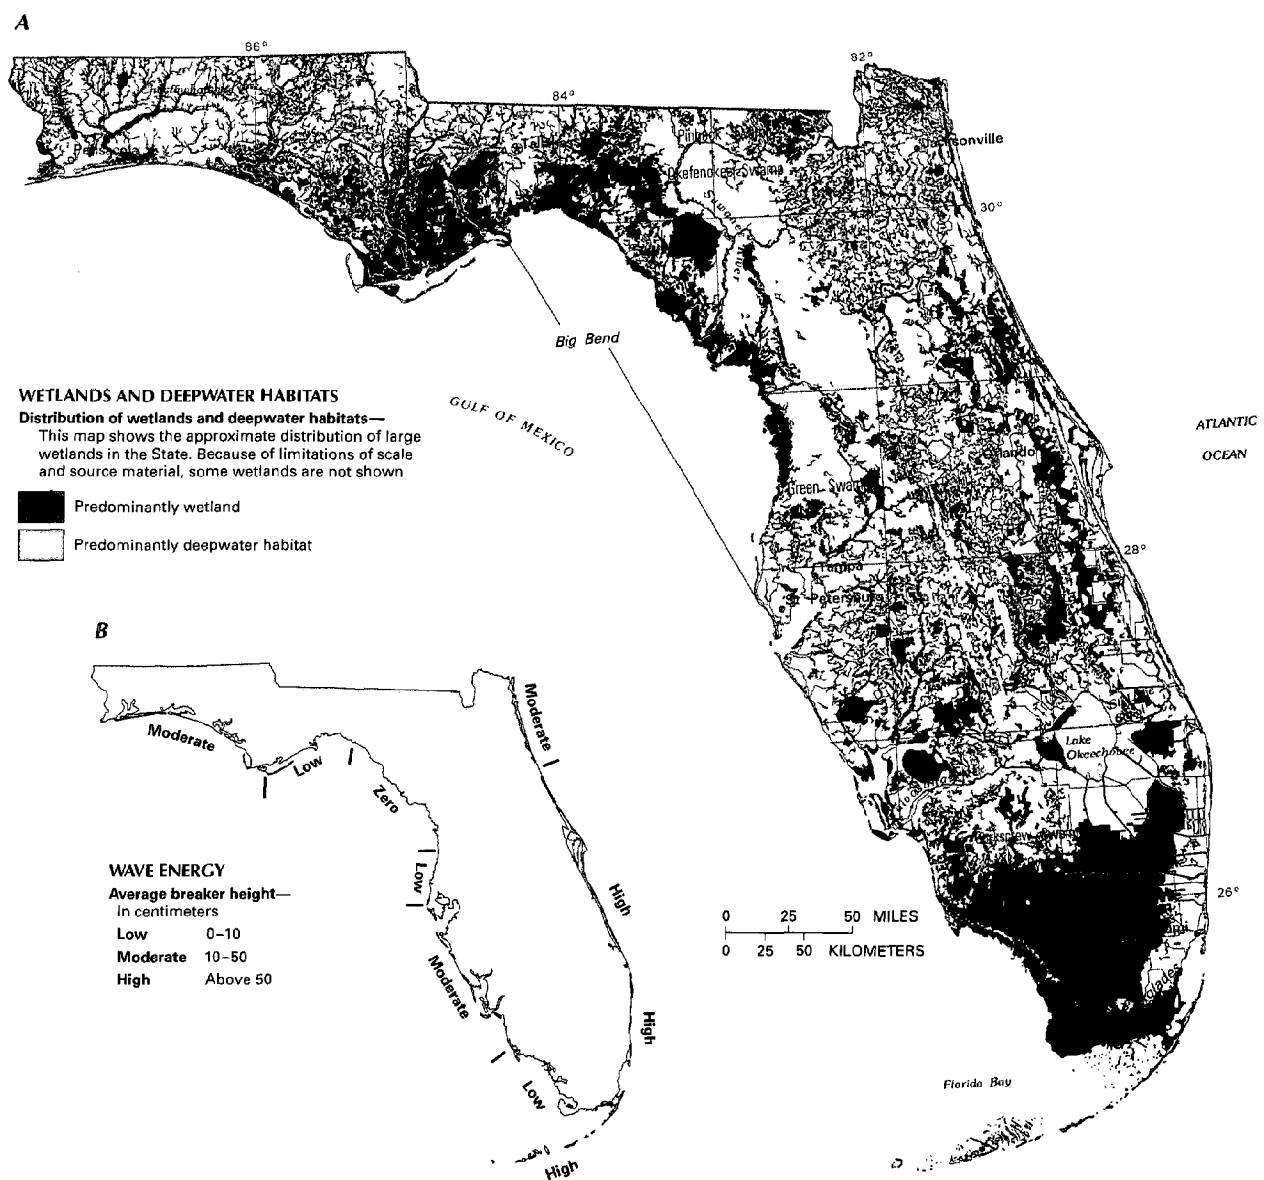 A
86°
84°
82°
30°
Okefenokee Swamp
Big Bend
GULF OF MEXICO
ATLANTIC
OCEAN
WETLANDS AND DEEPWATER HABITATS
Distribution of wetlands and deepwater habitats—
This map shows the approximate distribution of large
wetlands in the State. Because of limitations of scale
and source material, some wetlands are not shown
Predominantly wetland
Predominantly deepwater habitat
Orlando
Green Swamp
28°
Tampa
St. Petersburg
Lake
Okeechobee
26°
0 25 50 MILES
0 25 50 KILOMETERS
Florida Bay
B
Moderate
Low
Zero
Low
Moderate
Low
High
High
High
Moderate
WAVE ENERGY
Average breaker height—
In centimeters
Low 0–10
Moderate 10–50
High Above 50